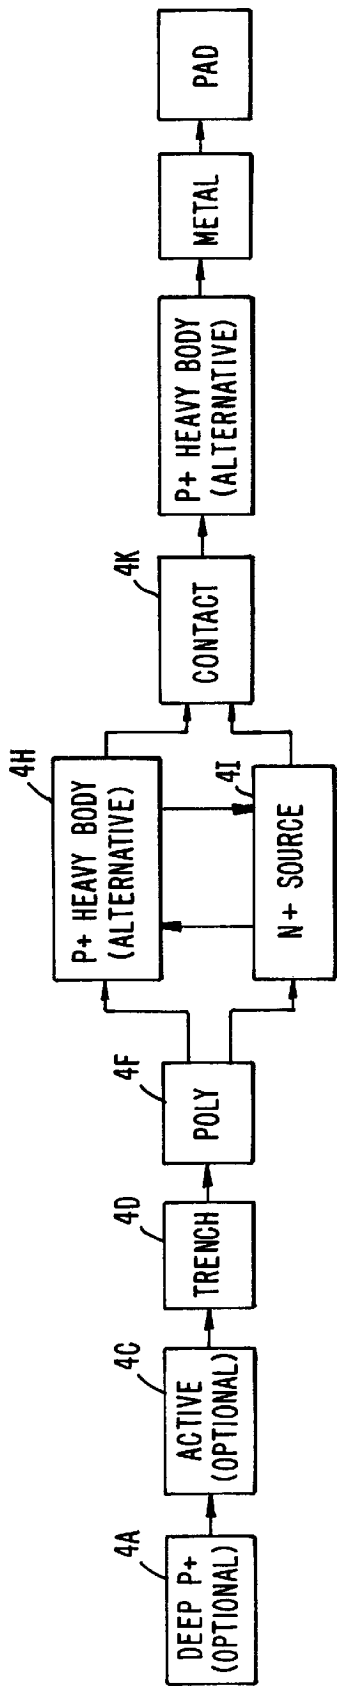 4A
DEEP P+
(OPTIONAL)
4C
ACTIVE
(OPTIONAL)
4D
TRENCH
4F
POLY
4H
P+ HEAVY BODY
(ALTERNATIVE)
4I
N+ SOURCE
4K
CONTACT
P+ HEAVY BODY
(ALTERNATIVE)
METAL
PAD